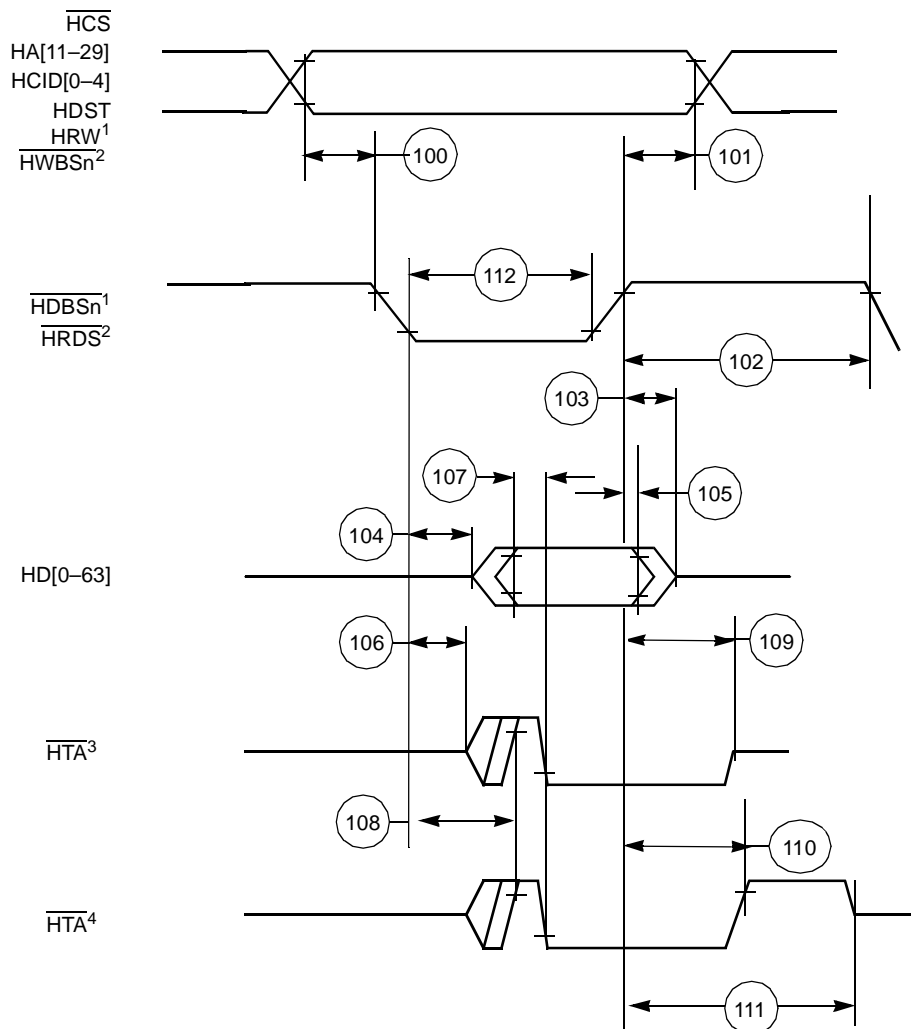 HCS
HA[11–29]
HCID[0–4]
HDST
HRW1
HWBSn2
100
101
112
HDBSn1
HRDS2
102
103
107
105
104
HD[0–63]
106
109
HTA3
108
110
HTA4
111